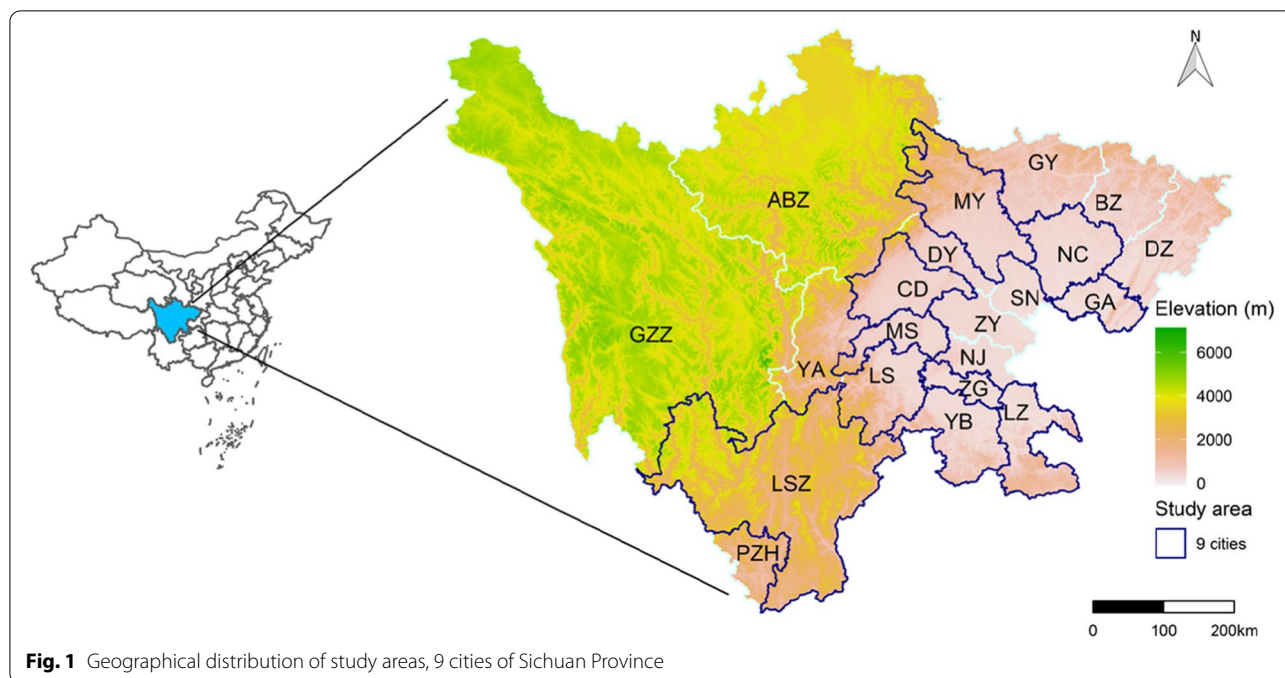 N
GY
ABZ
MY
BZ
DY
NC
DZ
CD
SN
GA
Elevation (m)
ZY
MS
6000
GZZ
NJ
YA
LS
4000
ZG
LZ
YB
2000
LSZ
0
Study area
9 cities
PZH
0 100 200km
Fig. 1 Geographical distribution of study areas, 9 cities of Sichuan Province